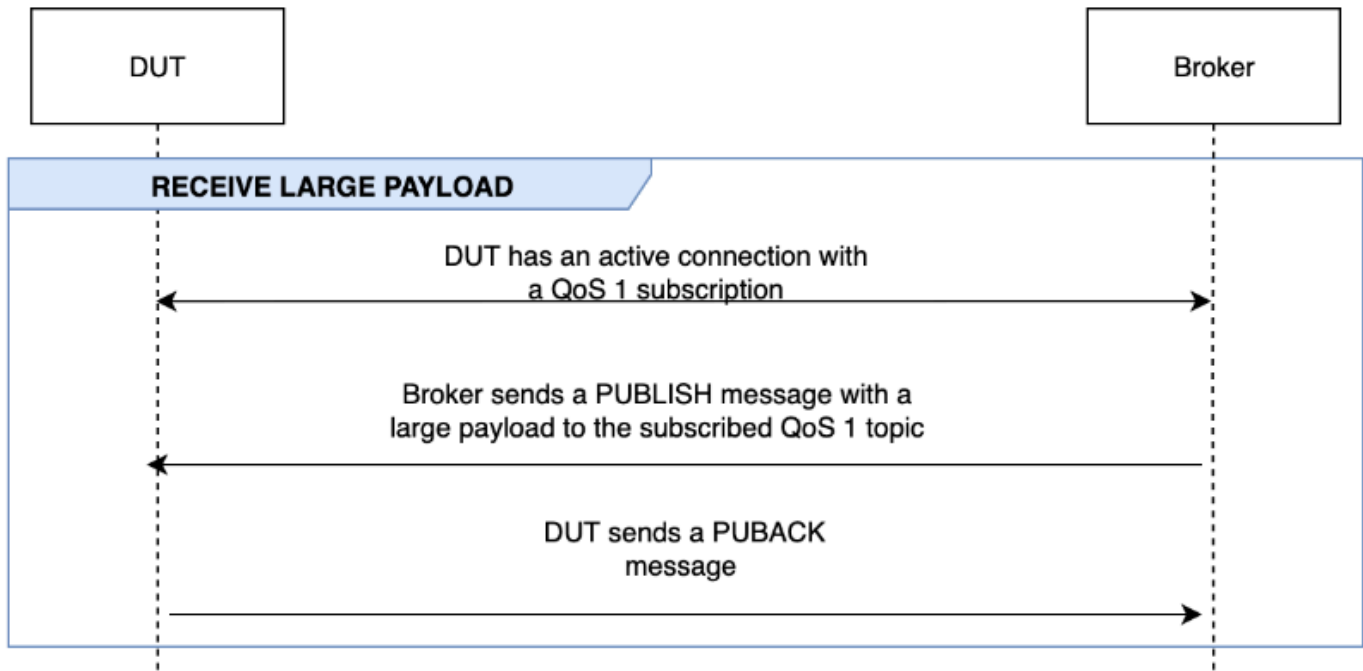 DUT
Broker
RECEIVE LARGE PAYLOAD
DUT has an active connection with
a QoS 1 subscription
Broker sends a PUBLISH message with a
large payload to the subscribed QoS 1 topic
DUT sends a PUBACK
message